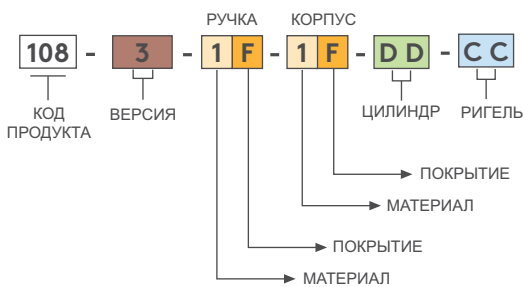 РУЧКА КОРПУС
108 - 3 - 1 F - 1 F - D D - C C
КОД ПРОДУКТА ВЕРСИЯ ЦИЛИНДР РИГЕЛЬ
ПОКРЫТИЕ
МАТЕРИАЛ
ПОКРЫТИЕ
МАТЕРИАЛ